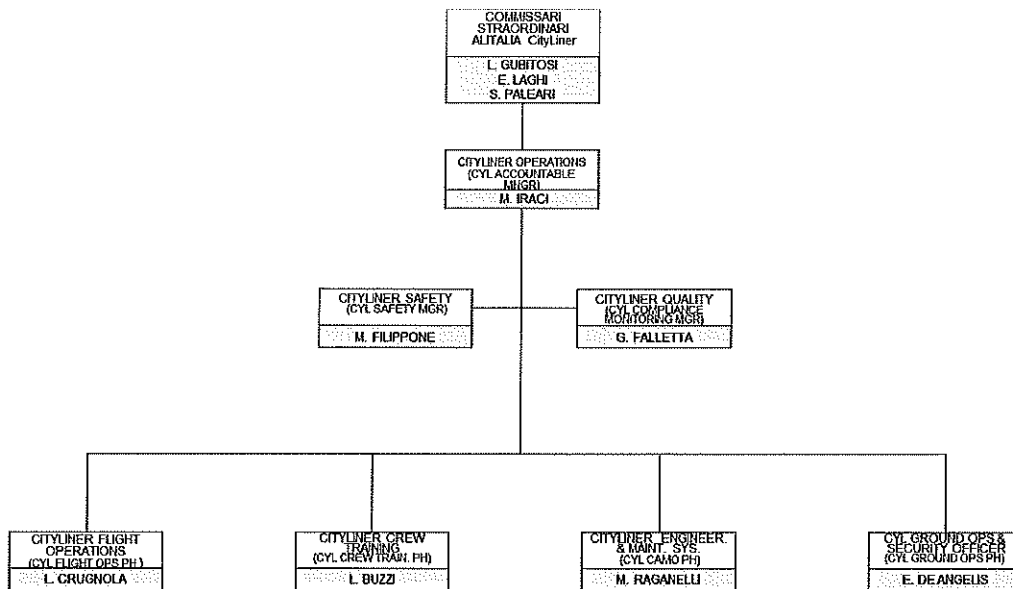 COMMISSARI
STRAORDINARI
ALITALIA CityLiner
L. GUBITOSI
E. LAGHI
S. PALEARI
CITYLINER OPERATIONS
(CYL ACCOUNTABLE
MNGR)
M. IRACI
CITYLINER SAFETY
(CYL SAFETY MGR)
M. FILIPPONE
CITYLINER QUALITY
(CYL COMPLIANCE
MONITORING MGR)
G. FALLETTA
CITYLINER FLIGHT
OPERATIONS
(CYL FLIGHT OPS PH)
L. CRUGNOLA
CITYLINER CREW
TRAINING
(CYL CREW TRAIN. PH)
L. BUZZI
CITYLINER ENGINEER.
& MAINT. SYS.
(CYL CAMO PH)
M. RAGANELLI
CYL GROUND OPS &
SECURITY OFFICER
(CYL GROUND OPS PH)
E. DE ANGELIS